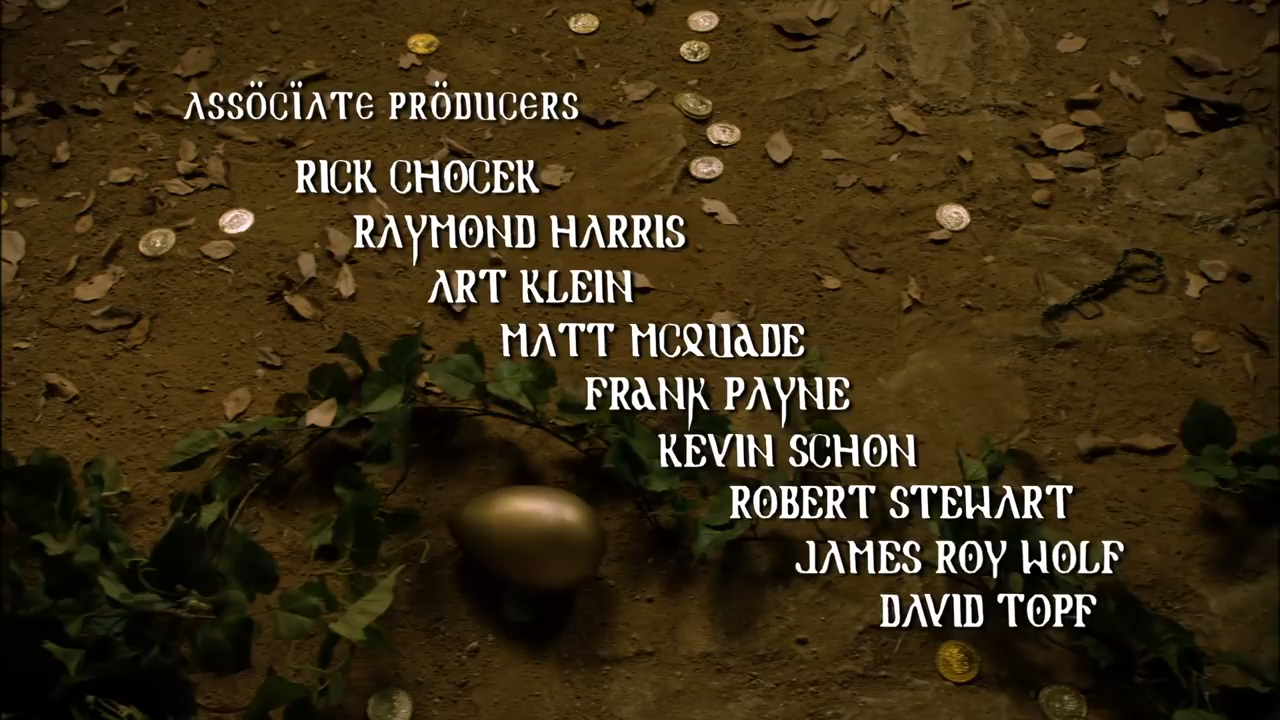 ASSÖCÏATE PRÖDUCERS
RICK CHOCEK
RAYMOND HARRIS
ART KLEIN
MATT MCQUADE
FRANK PAYNE
KEVIN SCHON
ROBERT STEWART
JAMES ROY WOLF
DAVID TOPF